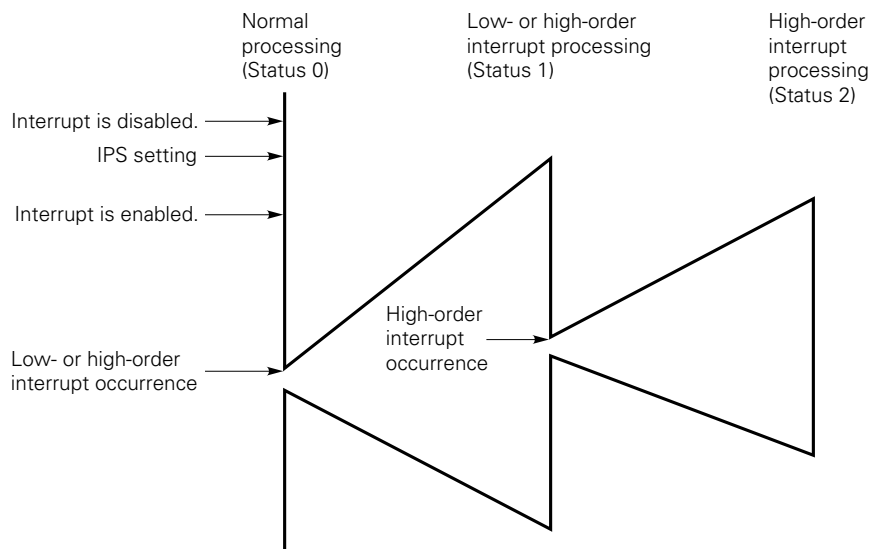 Normal
processing
(Status 0)
Low- or high-order
interrupt processing
(Status 1)
High-order
interrupt
processing
(Status 2)
Interrupt is disabled.
IPS setting
Interrupt is enabled.
High-order
interrupt
occurrence
Low- or high-order
interrupt occurrence